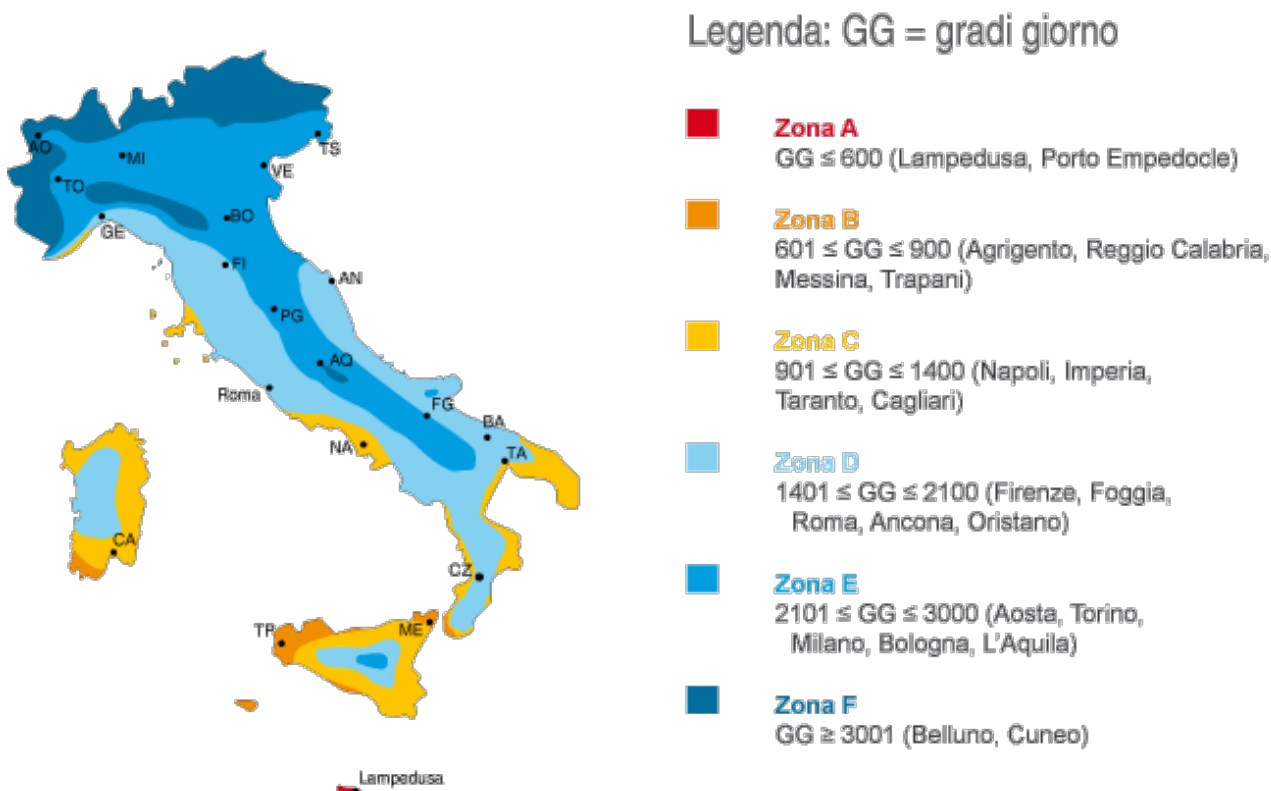 Legenda: GG = gradi giorno
Zona A
GG ≤ 600 (Lampedusa, Porto Empedocle)
Zona B
601 ≤ GG ≤ 900 (Agrigento, Reggio Calabria,
Messina, Trapani)
Zona C
901 ≤ GG ≤ 1400 (Napoli, Imperia,
Taranto, Cagliari)
Zona D
1401 ≤ GG ≤ 2100 (Firenze, Foggia,
Roma, Ancona, Oristano)
Zona E
2101 ≤ GG ≤ 3000 (Aosta, Torino,
Milano, Bologna, L'Aquila)
Zona F
GG ≥ 3001 (Belluno, Cuneo)
AO
MI
TS
VE
TO
BO
GE
FI
AN
PG
AQ
Roma
FG
BA
NA
TA
CA
CZ
TP
ME
Lampedusa